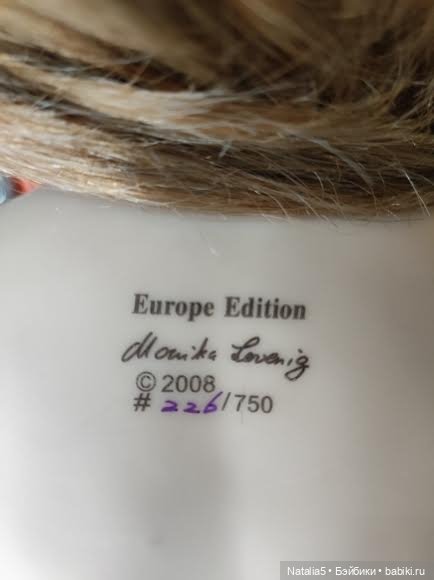 Europe Edition
Monika Levenig
© 2008
# 226/750
Natalia5 • Бэйбики • babiki.ru